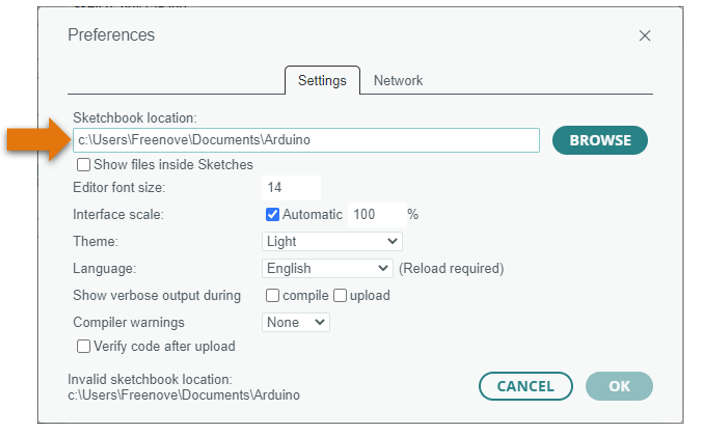 Preferences
Settings Network
Sketchbook location:
c:\Users\Freenove\Documents\Arduino BROWSE
Show files inside Sketches
Editor font size: 14
Interface scale: Automatic 100 %
Theme: Light
Language: English (Reload required)
Show verbose output during compile upload
Compiler warnings None
Verify code after upload
Invalid sketchbook location:
c:\Users\Freenove\Documents\Arduino
CANCEL OK